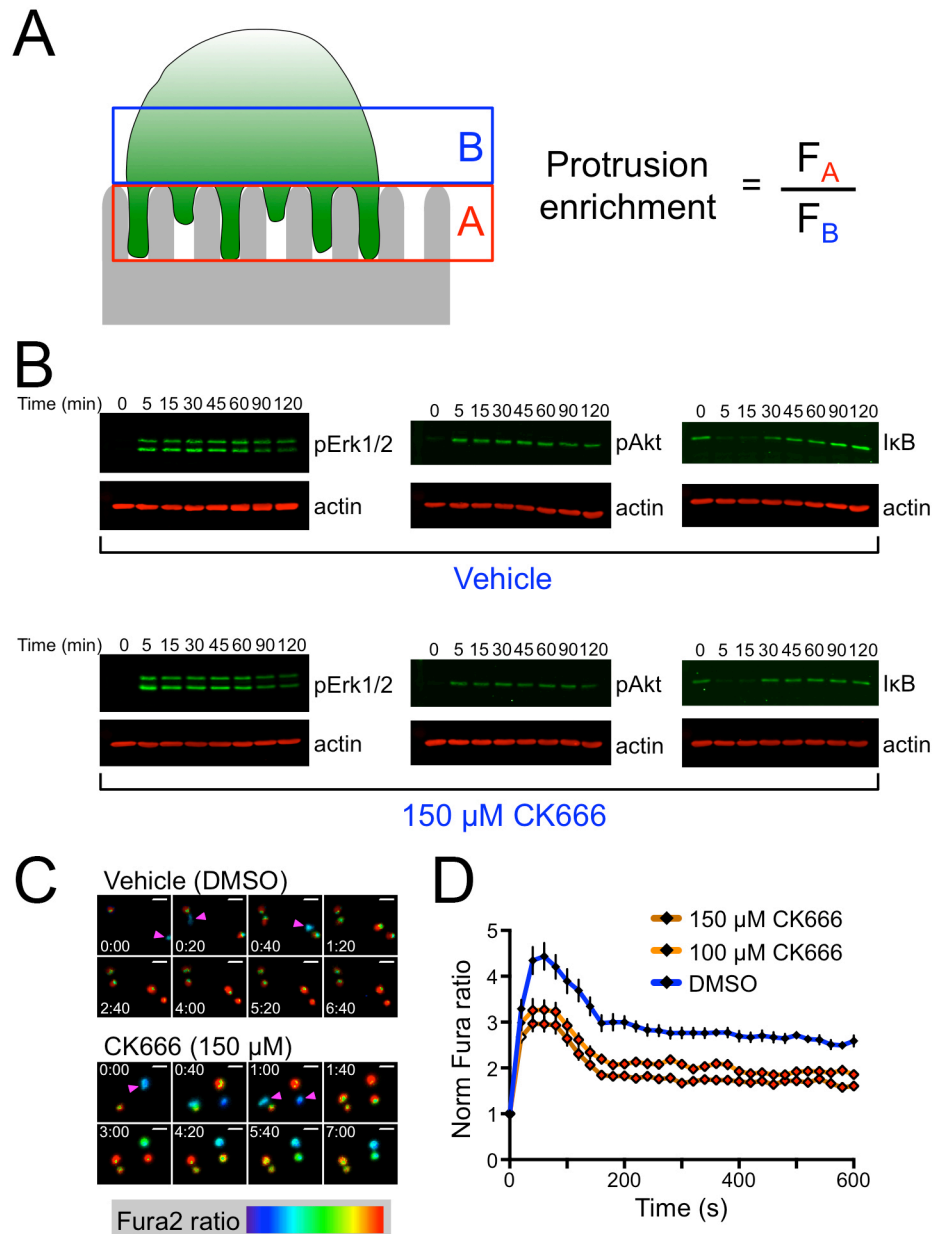 A
B
A
Protrusion
enrichment
=
F_A
F_B
B
Time (min) 0 5 15 30 45 60 90 120
pErk1/2
actin
0 5 15 30 45 60 90 120
pAkt
actin
0 5 15 30 45 60 90 120
IκB
actin
Vehicle
Time (min) 0 5 15 30 45 60 90 120
pErk1/2
actin
0 5 15 30 45 60 90 120
pAkt
actin
0 5 15 30 45 60 90 120
IκB
actin
150 µM CK666
C
Vehicle (DMSO)
0:00 0:20 0:40 1:20
2:40 4:00 5:20 6:40
CK666 (150 µM)
0:00 0:40 1:00 1:40
3:00 4:20 5:40 7:00
Fura2 ratio
D
150 µM CK666
100 µM CK666
DMSO
Norm Fura ratio
5
4
3
2
1
0
0 200 400 600
Time (s)